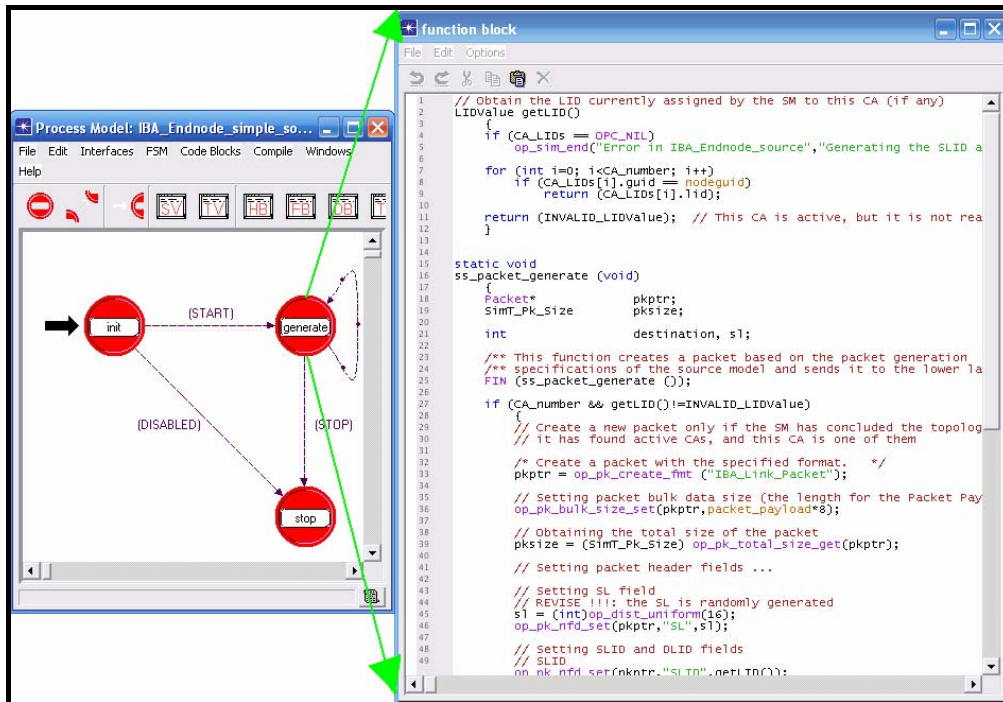 Process Model: IBA_Endnode_simple_so...
File Edit Interfaces FSM Code Blocks Compile Windows
Help
SV TV HB FB DB T
init
(START)
generate
(DISABLED)
(STOP)
stop
function block
File Edit Options
1 // Obtain the LID currently assigned by the SM to this CA (if any)
2 LIDValue getLID()
3 {
4 if (CA_LIDs == OPC_NIL)
5 op_sim_end("Error in IBA_Endnode_source","Generating the SLID a
6
7 for (int i=0; i<CA_number; i++)
8 if (CA_LIDs[i].guid == nodeguid)
9 return (CA_LIDs[i].lid);
10
11 return (INVALID_LIDValue); // This CA is active, but it is not rea
12 }
13
14
15 static void
16 ss_packet_generate (void)
17 {
18 Packet* pkptr;
19 SimT_Pk_Size pksize;
20
21 int destination, sl;
22
23 /** This function creates a packet based on the packet generation
24 /** specifications of the source model and sends it to the lower la
25 FIN (ss_packet_generate ());
26
27 if (CA_number && getLID()!=INVALID_LIDValue)
28 {
29 // Create a new packet only if the SM has concluded the topolog
30 // it has found active CAs, and this CA is one of them
31
32 /* Create a packet with the specified format. */
33 pkptr = op_pk_create_fmt ("IBA_Link_Packet");
34
35 // Setting packet bulk data size (the length for the Packet Pay
36 op_pk_bulk_size_set(pkptr,packet_payload*8);
37
38 // Obtaining the total size of the packet
39 pksize = (SimT_Pk_Size) op_pk_total_size_get(pkptr);
40
41 // Setting packet header fields ...
42
43 // Setting SL field
44 // REVISE !!!: the SL is randomly generated
45 sl = (int)op_dist_uniform(16);
46 op_pk_nfd_set(pkptr,"SL",sl);
47
48 // Setting SLID and DLID fields
49 // SLID
op_pk_nfd_set(pkptr,"SLID",getLID());